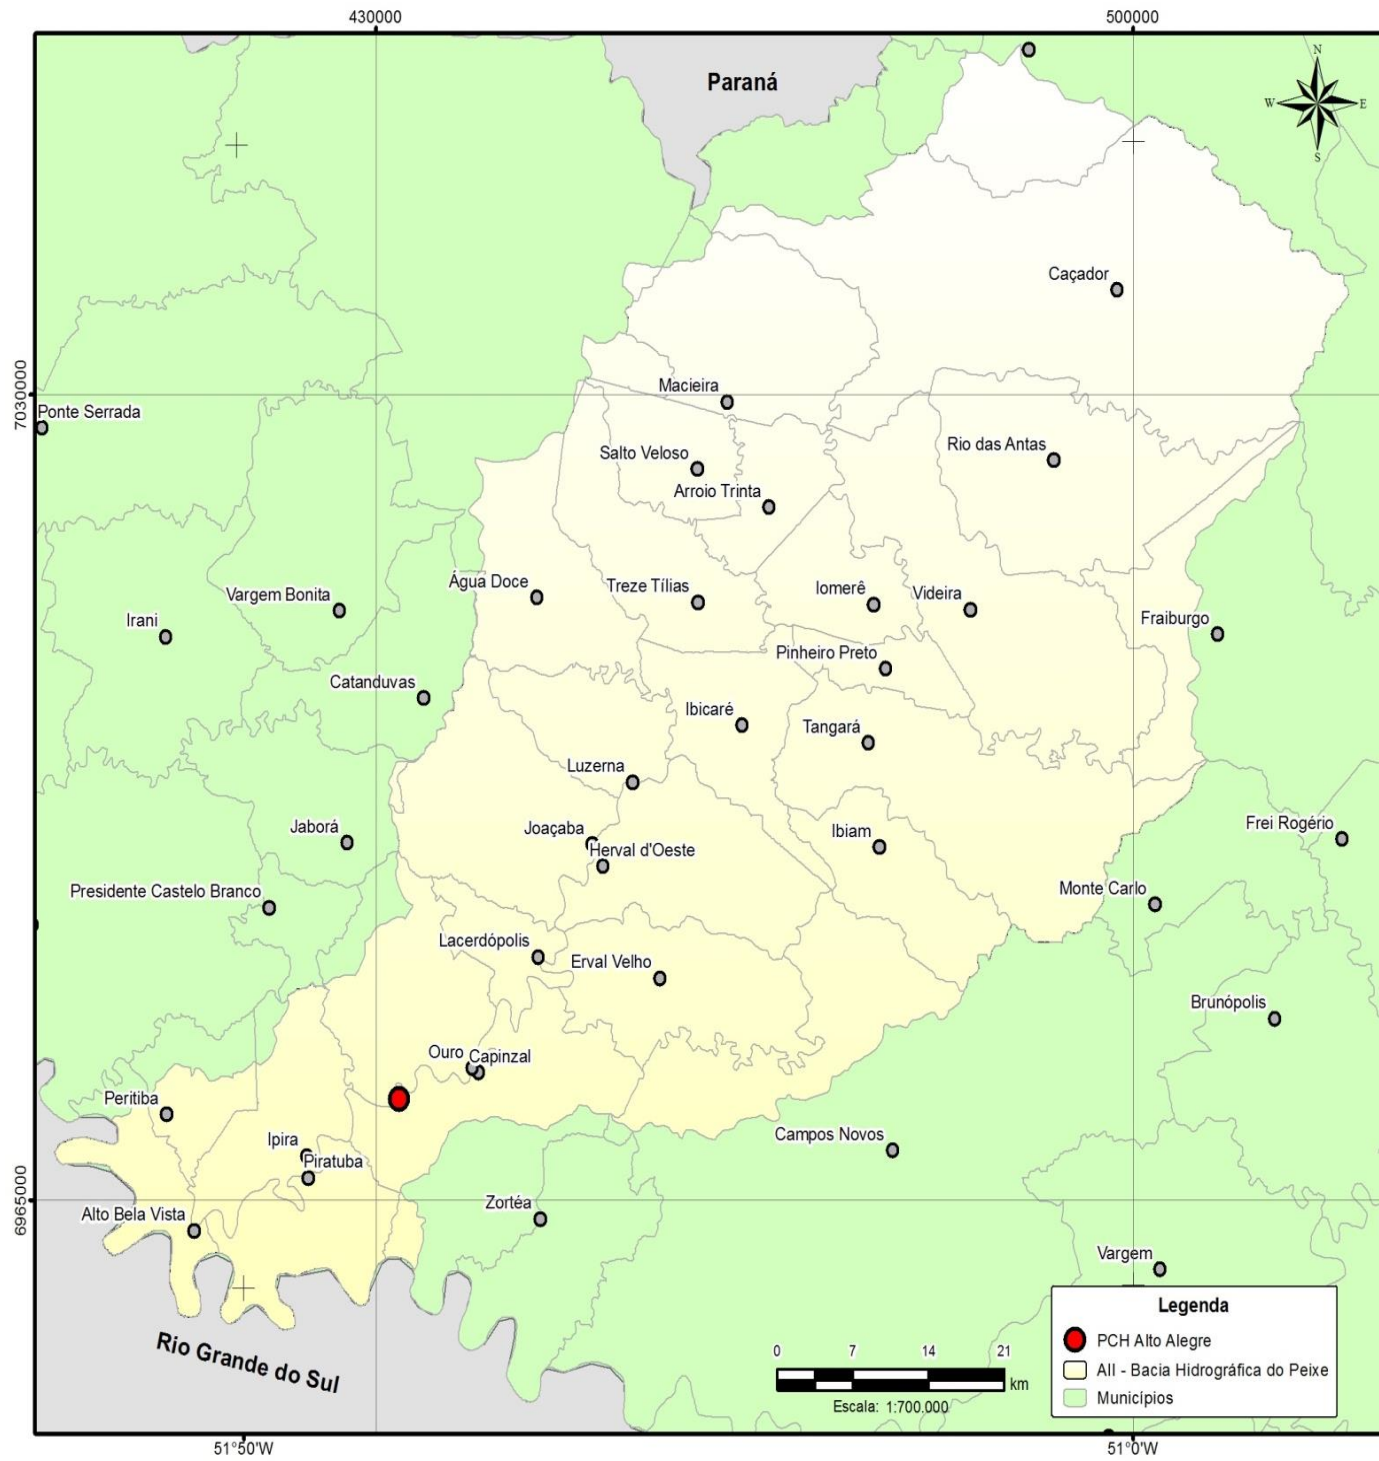 430000
500000
Paraná
N
W
E
S
Caçador
7030000
Macieira
Ponte Serrada
Salto Veloso
Rio das Antas
Arroio Trinta
Água Doce
Treze Tílias
Iomerê
Videira
Vargem Bonita
Irani
Fraiburgo
Pinheiro Preto
Catanduvas
Ibicaré
Tangará
Luzerna
Jaborá
Joaçaba
Ibiam
Frei Rogério
Herval d'Oeste
Presidente Castelo Branco
Monte Carlo
Lacerdópolis
Erval Velho
Brunópolis
Ouro
Capinzal
Peritiba
Ipira
Piratuba
Campos Novos
6965000
Alto Bela Vista
Zortéa
Vargem
Rio Grande do Sul
Legenda
PCH Alto Alegre
AII - Bacia Hidrográfica do Peixe
Municípios
0 7 14 21
km
Escala: 1:700.000
51°50'W
51°0'W